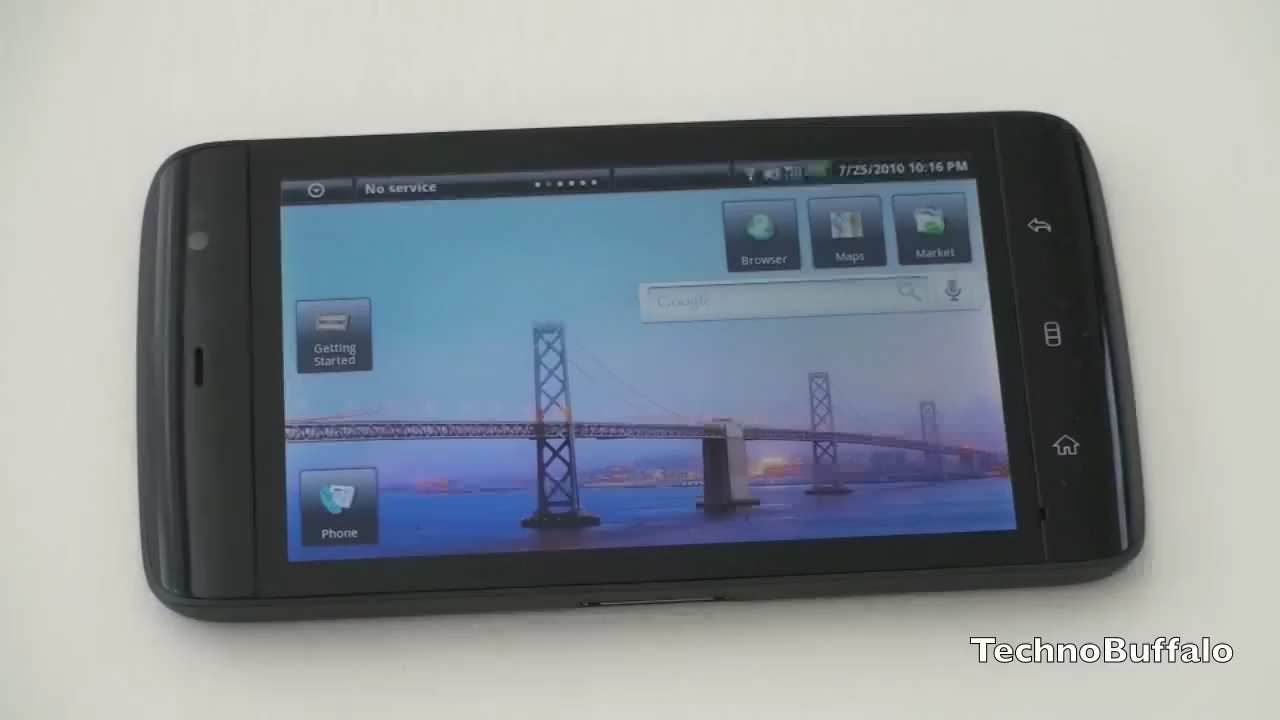 No service
7/25/2010 10:16 PM
Browser
Maps
Market
Google
Getting
Started
Phone
TechnoBuffalo